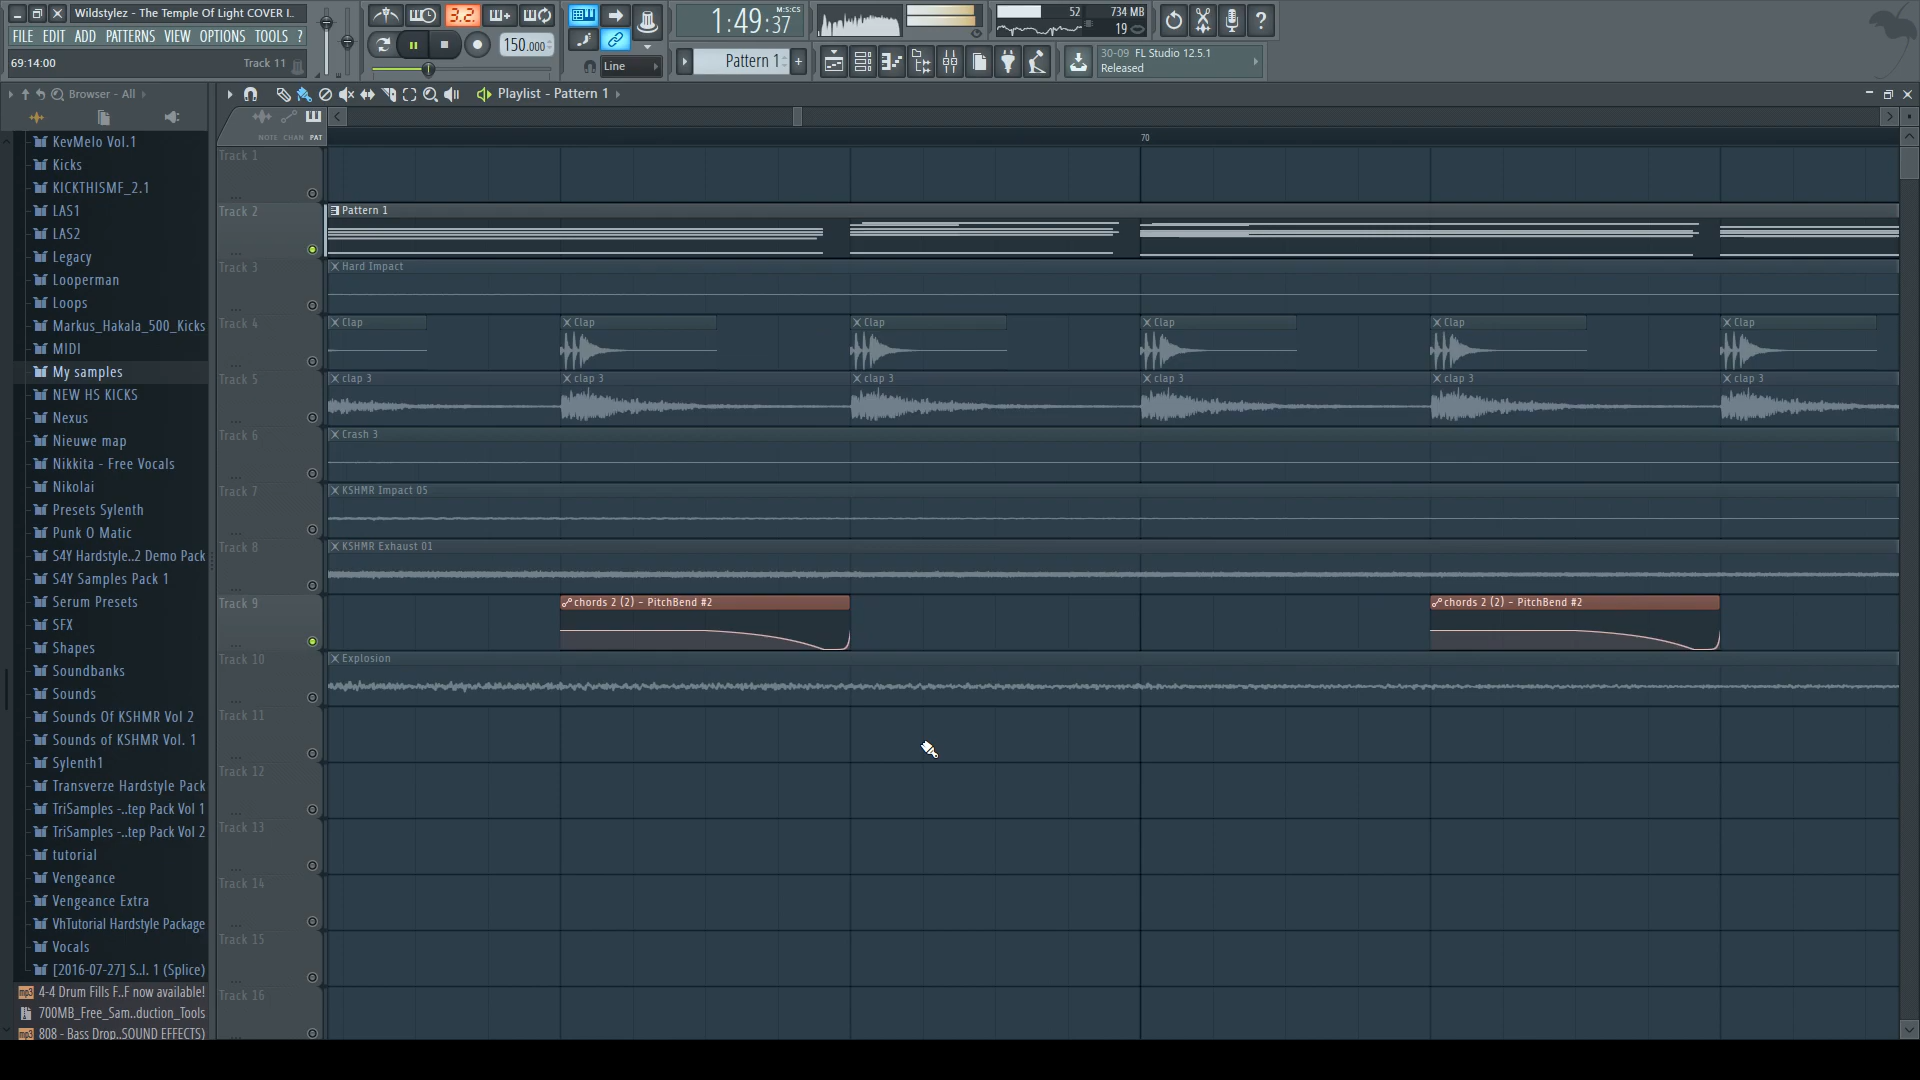 Wildstylez - The Temple Of Light COVER I..
FILE EDIT ADD PATTERNS VIEW OPTIONS TOOLS ?
69:14:00 Track 11
3.2
150.000
Line
1:49:37 M:S:CS
Pattern 1 +
52 734 MB
19
?
30-09 FL Studio 12.5.1
Released
Browser - All
Playlist - Pattern 1
NOTE CHAN PAT
70
KevMelo Vol.1
Kicks
KICKTHISMF_2.1
LAS1
LAS2
Legacy
Looperman
Loops
Markus_Hakala_500_Kicks
MIDI
My samples
NEW HS KICKS
Nexus
Nieuwe map
Nikkita - Free Vocals
Nikolai
Presets Sylenth
Punk O Matic
S4Y Hardstyle..2 Demo Pack
S4Y Samples Pack 1
Serum Presets
SFX
Shapes
Soundbanks
Sounds
Sounds Of KSHMR Vol 2
Sounds of KSHMR Vol. 1
Sylenth1
Transverze Hardstyle Pack
TriSamples -..tep Pack Vol 1
TriSamples -..tep Pack Vol 2
tutorial
Vengeance
Vengeance Extra
VhTutorial Hardstyle Package
Vocals
[2016-07-27] S..l. 1 (Splice)
mp3 4-4 Drum Fills F..F now available!
700MB_Free_Sam..duction_Tools
mp3 808 - Bass Drop..SOUND EFFECTS)
Track 1
Track 2 Pattern 1
Track 3 Hard Impact
Track 4 Clap Clap Clap Clap Clap Clap
Track 5 clap 3 clap 3 clap 3 clap 3 clap 3 clap 3
Track 6 Crash 3
Track 7 KSHMR Impact 05
Track 8 KSHMR Exhaust 01
Track 9 chords 2 (2) - PitchBend #2 chords 2 (2) - PitchBend #2
Track 10 Explosion
Track 11
Track 12
Track 13
Track 14
Track 15
Track 16